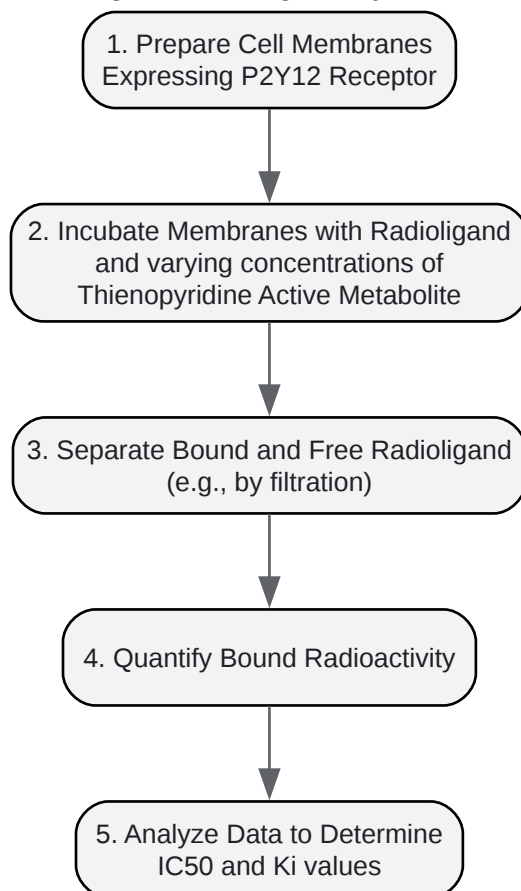 1. Prepare Cell Membranes
Expressing P2Y12 Receptor
2. Incubate Membranes with Radioligand
and varying concentrations of
Thienopyridine Active Metabolite
3. Separate Bound and Free Radioligand
(e.g., by filtration)
4. Quantify Bound Radioactivity
5. Analyze Data to Determine
IC50 and Ki values